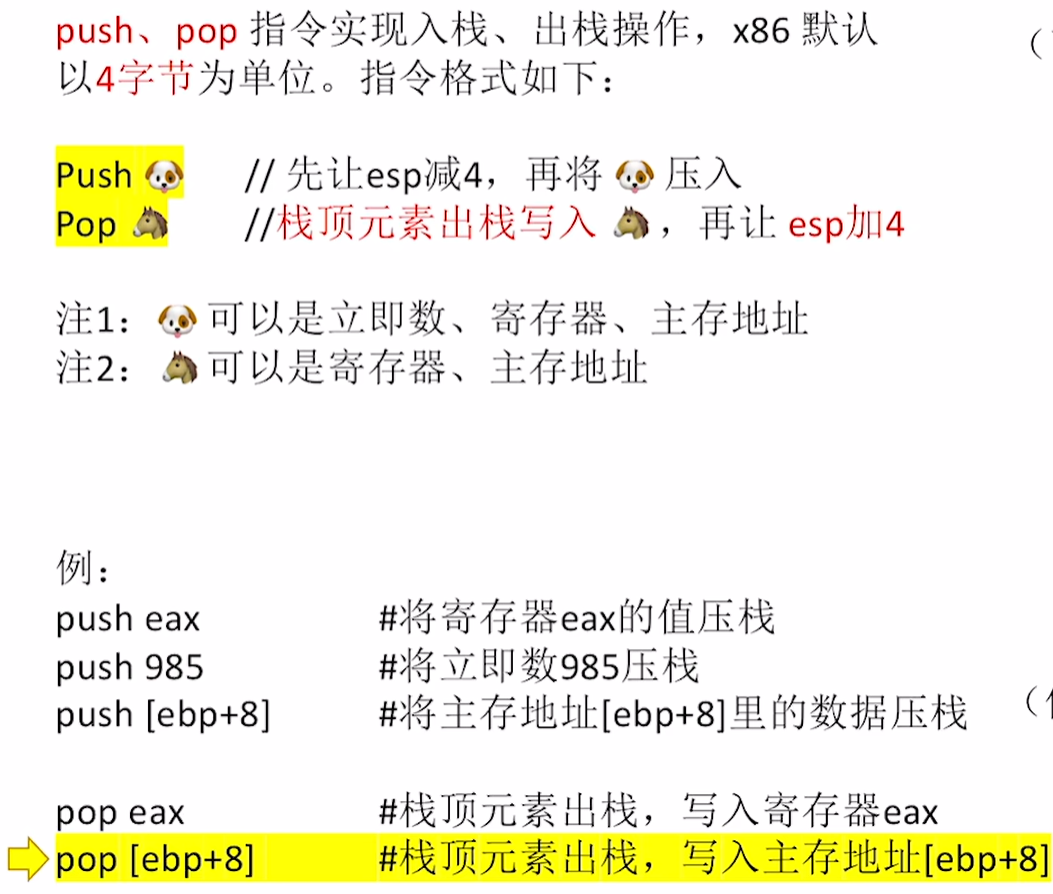 push、pop 指令实现入栈、出栈操作，x86 默认
以4字节为单位。指令格式如下：
Push 🐶 // 先让esp减4，再将 🐶 压入
Pop 🐴 //栈顶元素出栈写入 🐴 ，再让 esp加4
注1：🐶 可以是立即数、寄存器、主存地址
注2：🐴 可以是寄存器、主存地址
例：
push eax #将寄存器eax的值压栈
push 985 #将立即数985压栈
push [ebp+8] #将主存地址[ebp+8]里的数据压栈
pop eax #栈顶元素出栈，写入寄存器eax
pop [ebp+8] #栈顶元素出栈，写入主存地址[ebp+8]